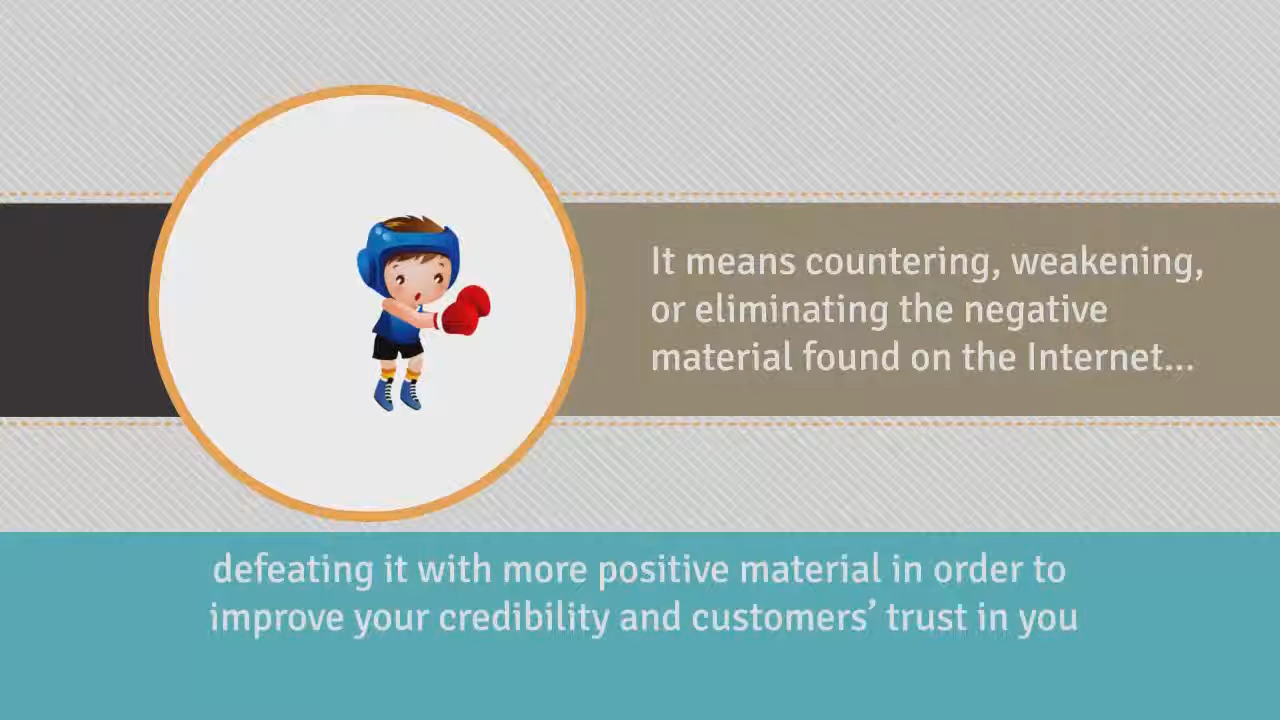 It means countering, weakening,
or eliminating the negative
material found on the Internet...
defeating it with more positive material in order to
improve your credibility and customers’ trust in you